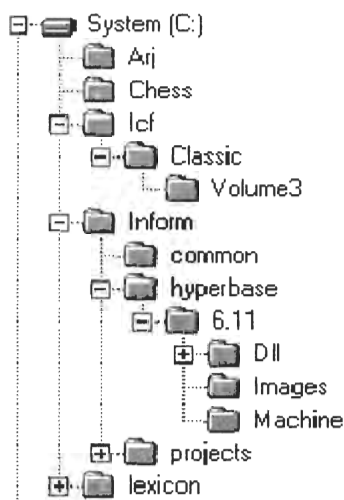 System (C:)
Arj
Chess
Icf
Classic
Volume3
Inform
common
hyperbase
6.11
Dll
Images
Machine
projects
lexicon